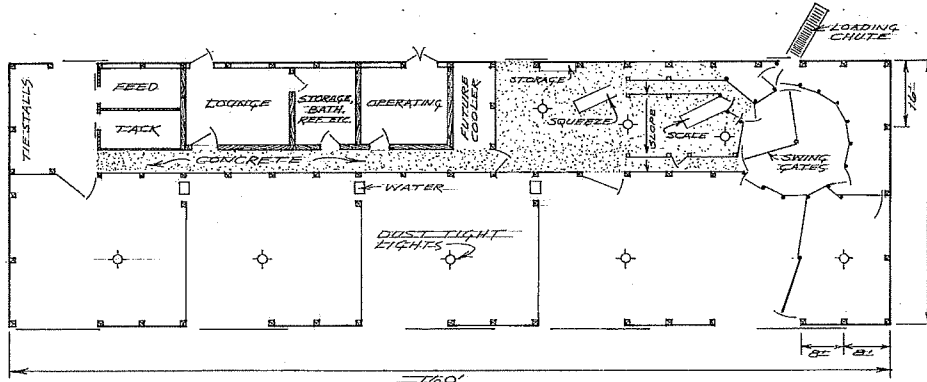 LOADING
CHUTE
TIE-STALLS
FEED
TACK
LOUNGE
STORAGE,
BATH,
REF. ETC.
OPERATING
FUTURE
COOLER
STORAGE
SQUEEZE
SLOPE
SCALE
16'
SWING
GATES
CONCRETE
WATER
DUST TIGHT
LIGHTS
8'
8'
160'